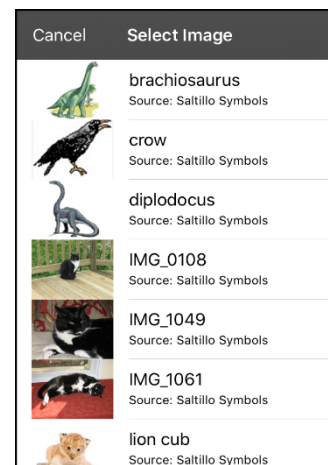 Cancel Select Image
brachiosaurus
Source: Saltillo Symbols
crow
Source: Saltillo Symbols
diplodocus
Source: Saltillo Symbols
IMG_0108
Source: Saltillo Symbols
IMG_1049
Source: Saltillo Symbols
IMG_1061
Source: Saltillo Symbols
lion cub
Source: Saltillo Symbols